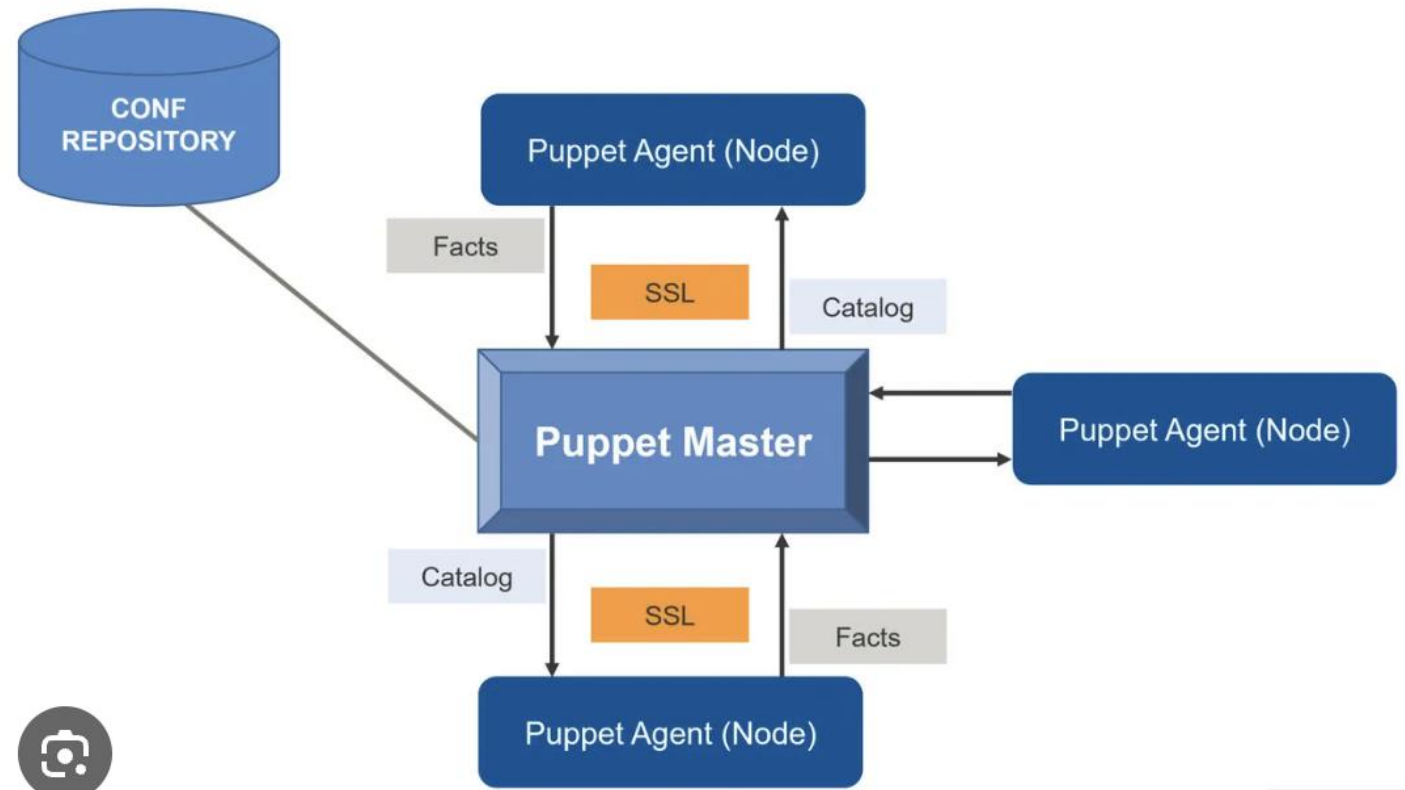 CONF
REPOSITORY
Puppet Agent (Node)
Facts
SSL
Catalog
Puppet Master
Puppet Agent (Node)
Catalog
SSL
Facts
Puppet Agent (Node)